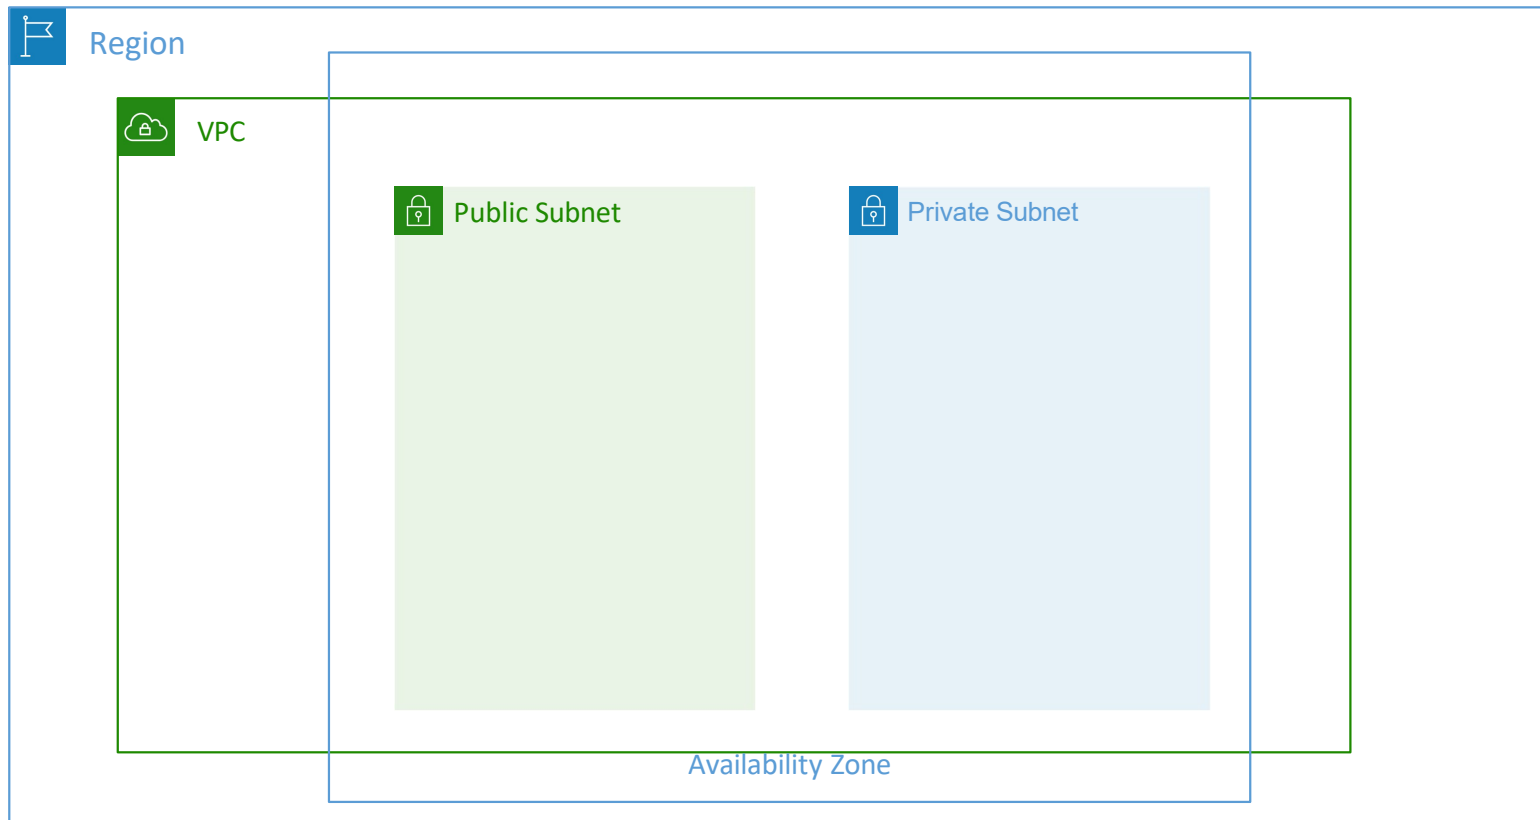 Region
VPC
Public Subnet
Private Subnet
Availability Zone